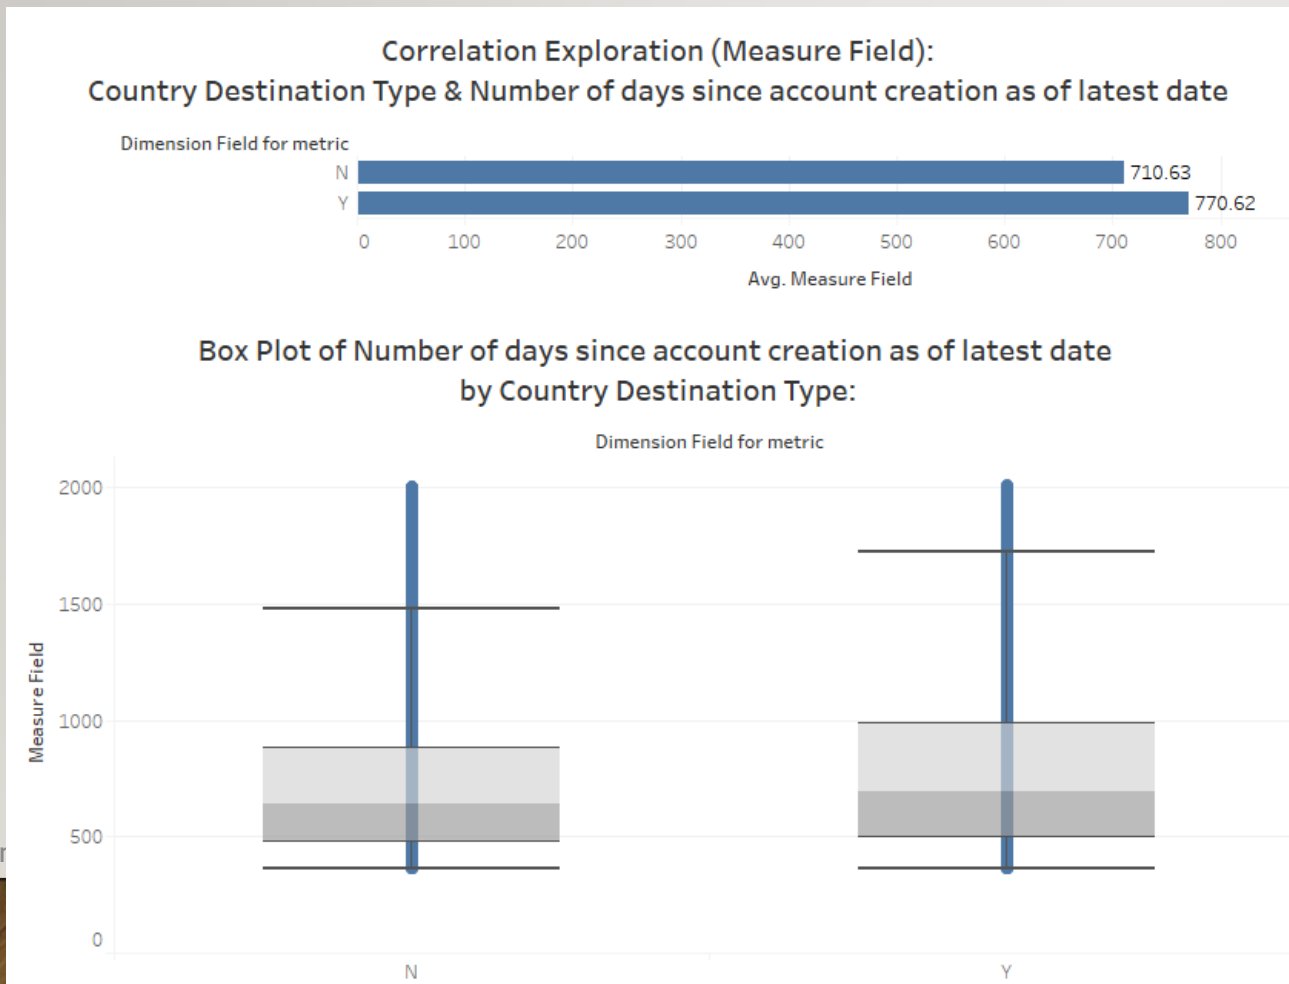 Correlation Exploration (Measure Field):
Country Destination Type & Number of days since account creation as of latest date
Dimension Field for metric
N 710.63
Y 770.62
0 100 200 300 400 500 600 700 800
Avg. Measure Field
Box Plot of Number of days since account creation as of latest date
by Country Destination Type:
Dimension Field for metric
2000
1500
1000
500
0
Measure Field
N Y